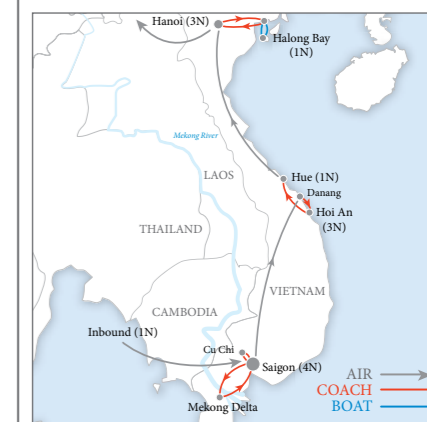 Hanoi (3N)
Halong Bay
(1N)
Mekong River
LAOS
Hue (1N)
Danang
Hoi An
(3N)
THAILAND
VIETNAM
CAMBODIA
Inbound (1N)
Cu Chi
Saigon (4N)
Mekong Delta
AIR
COACH
BOAT